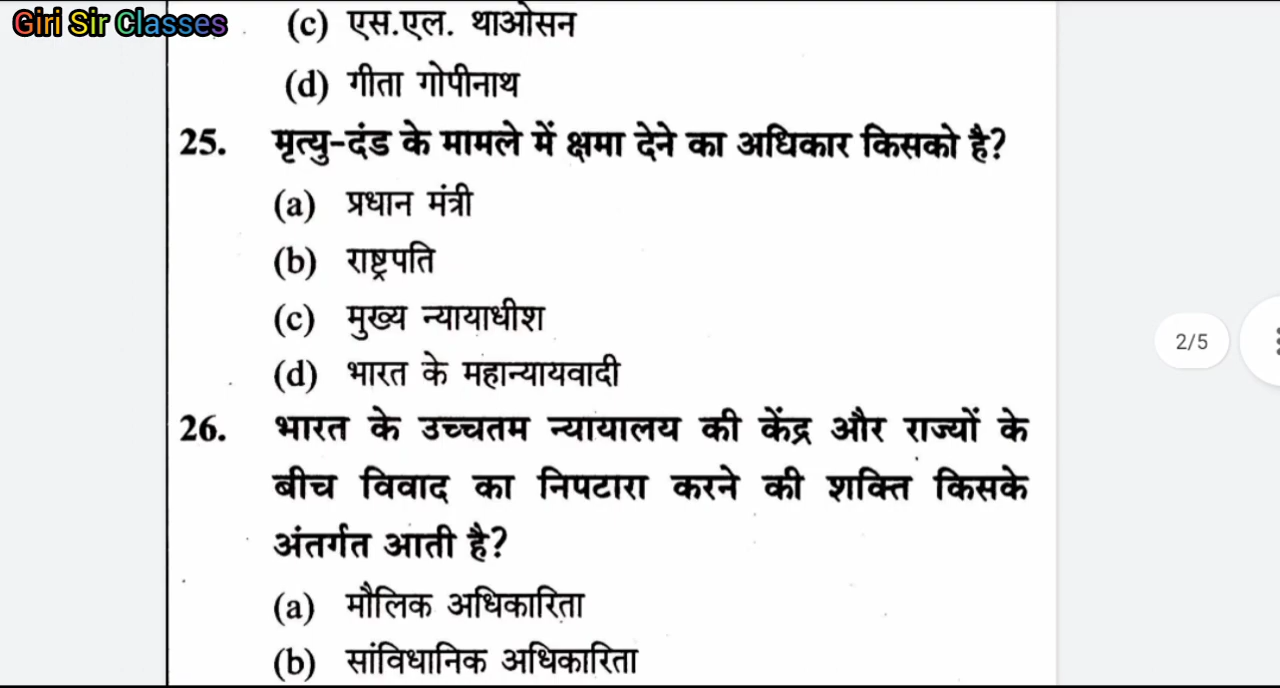 Giri Sir Classes
(c) एस.एल. थाओसन
(d) गीता गोपीनाथ
25. मृत्यु-दंड के मामले में क्षमा देने का अधिकार किसको है?
(a) प्रधान मंत्री
(b) राष्ट्रपति
(c) मुख्य न्यायाधीश
(d) भारत के महान्यायवादी
2/5
26. भारत के उच्चतम न्यायालय की केंद्र और राज्यों के
बीच विवाद का निपटारा करने की शक्ति किसके
अंतर्गत आती है?
(a) मौलिक अधिकारिता
(b) सांविधानिक अधिकारिता